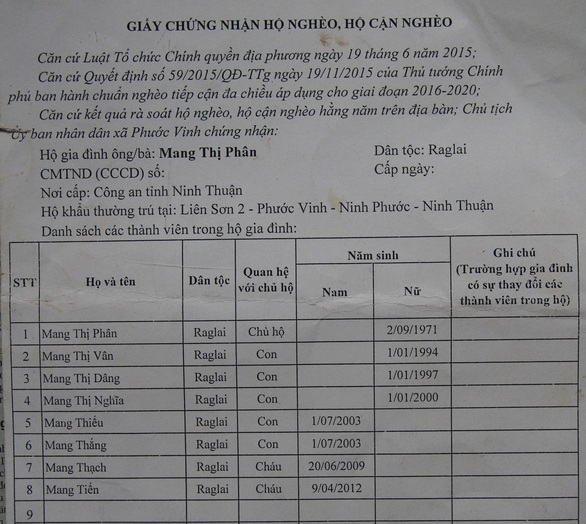 GIẤY CHỨNG NHẬN HỘ NGHÈO, HỘ CẬN NGHÈO
Căn cứ Luật Tổ chức Chính quyền địa phương ngày 19 tháng 6 năm 2015;
Căn cứ Quyết định số 59/2015/QĐ-TTg ngày 19/11/2015 của Thủ tướng Chính
phủ ban hành chuẩn nghèo tiếp cận đa chiều áp dụng cho giai đoạn 2016-2020;
Căn cứ kết quả rà soát hộ nghèo, hộ cận nghèo hằng năm trên địa bàn; Chủ tịch
Ủy ban nhân dân xã Phước Vinh chứng nhận:
Hộ gia đình ông/bà: Mang Thị Phân Dân tộc: Raglai
CMTND (CCCD) số: Cấp ngày:
Nơi cấp: Công an tỉnh Ninh Thuận
Hộ khẩu thường trú tại: Liên Sơn 2 - Phước Vinh - Ninh Phước - Ninh Thuận
Danh sách các thành viên trong hộ gia đình:
STT Họ và tên Dân tộc Quan hệ với chủ hộ Năm sinh Nam Nữ Ghi chú (Trường hợp gia đình có sự thay đổi các thành viên trong hộ)
1 Mang Thị Phân Raglai Chủ hộ 2/09/1971
2 Mang Thị Vân Raglai Con 1/01/1994
3 Mang Thị Dâng Raglai Con 1/01/1997
4 Mang Thị Nghĩa Raglai Con 1/01/2000
5 Mang Thiếu Raglai Con 1/07/2003
6 Mang Thắng Raglai Con 1/07/2003
7 Mang Thạch Raglai Cháu 20/06/2009
8 Mang Tiến Raglai Cháu 9/04/2012
9